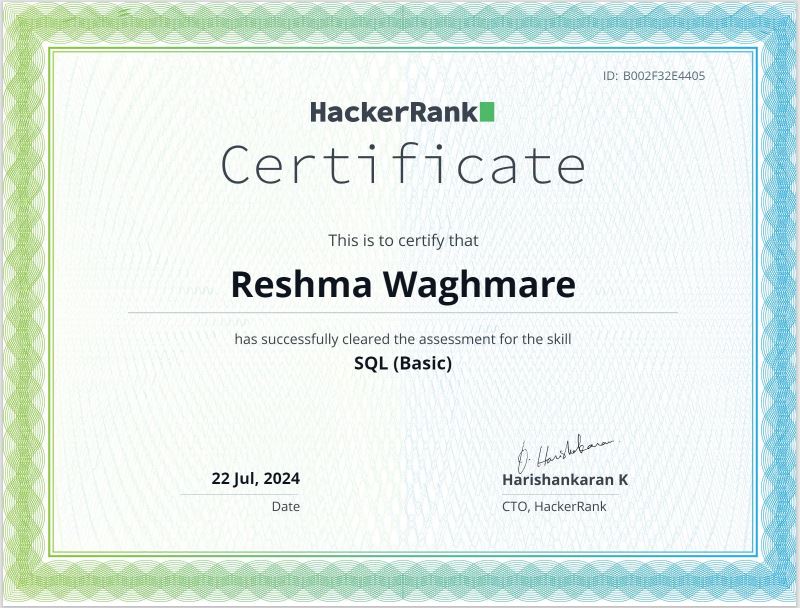 ID: B002F32E4405
HackerRank
Certificate
This is to certify that
Reshma Waghmare
has successfully cleared the assessment for the skill
SQL (Basic)
22 Jul, 2024
Date
D. Harishankaran
Harishankaran K
CTO, HackerRank